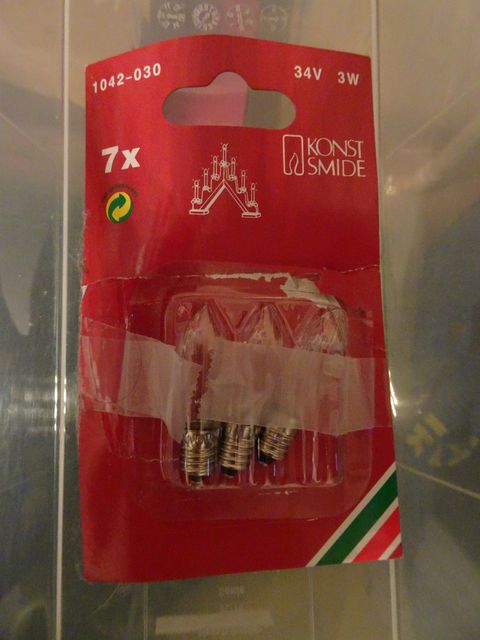 1042-030
34V 3W
7x
KONST
SMIDE